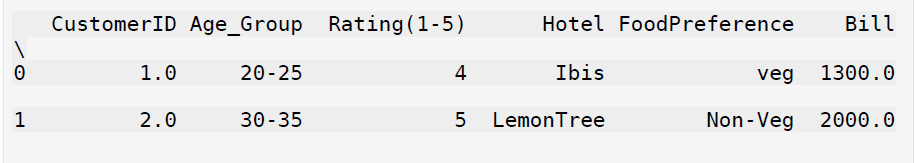 CustomerID Age_Group Rating(1-5) Hotel FoodPreference Bill
\
0 1.0 20-25 4 Ibis veg 1300.0
1 2.0 30-35 5 LemonTree Non-Veg 2000.0